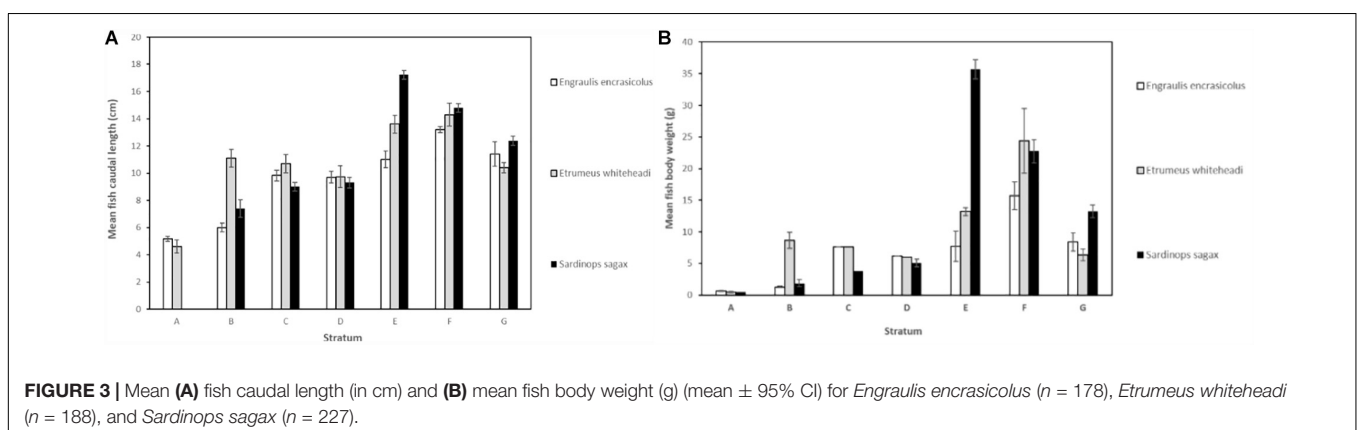 A
20
18
16
14
12
10
8
6
4
2
0
Mean fish caudal length (cm)
A B C D E F G
Stratum
Engraulis encrasicolus
Etrumeus whiteheadi
Sardinops sagax
B
40
35
30
25
20
15
10
5
0
Mean fish body weight (g)
A B C D E F G
Stratum
Engraulis encrasicolus
Etrumeus whiteheadi
Sardinops sagax
FIGURE 3 | Mean (A) fish caudal length (in cm) and (B) mean fish body weight (g) (mean ± 95% CI) for Engraulis encrasicolus (n = 178), Etrumeus whiteheadi
(n = 188), and Sardinops sagax (n = 227).